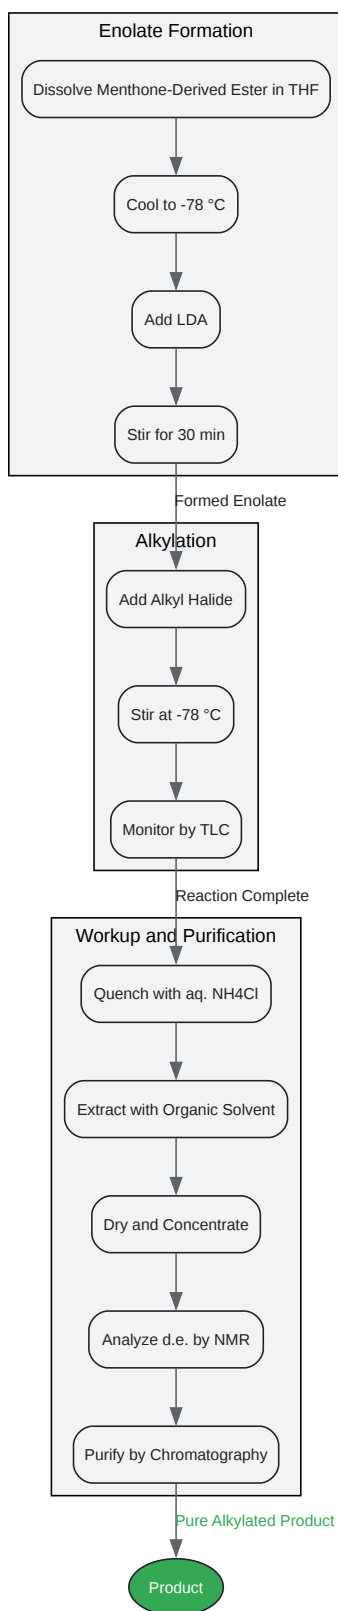 Enolate Formation
Dissolve Menthone-Derived Ester in THF
Cool to -78 °C
Add LDA
Stir for 30 min
Formed Enolate
Alkylation
Add Alkyl Halide
Stir at -78 °C
Monitor by TLC
Reaction Complete
Workup and Purification
Quench with aq. NH4Cl
Extract with Organic Solvent
Dry and Concentrate
Analyze d.e. by NMR
Purify by Chromatography
Pure Alkylated Product
Product